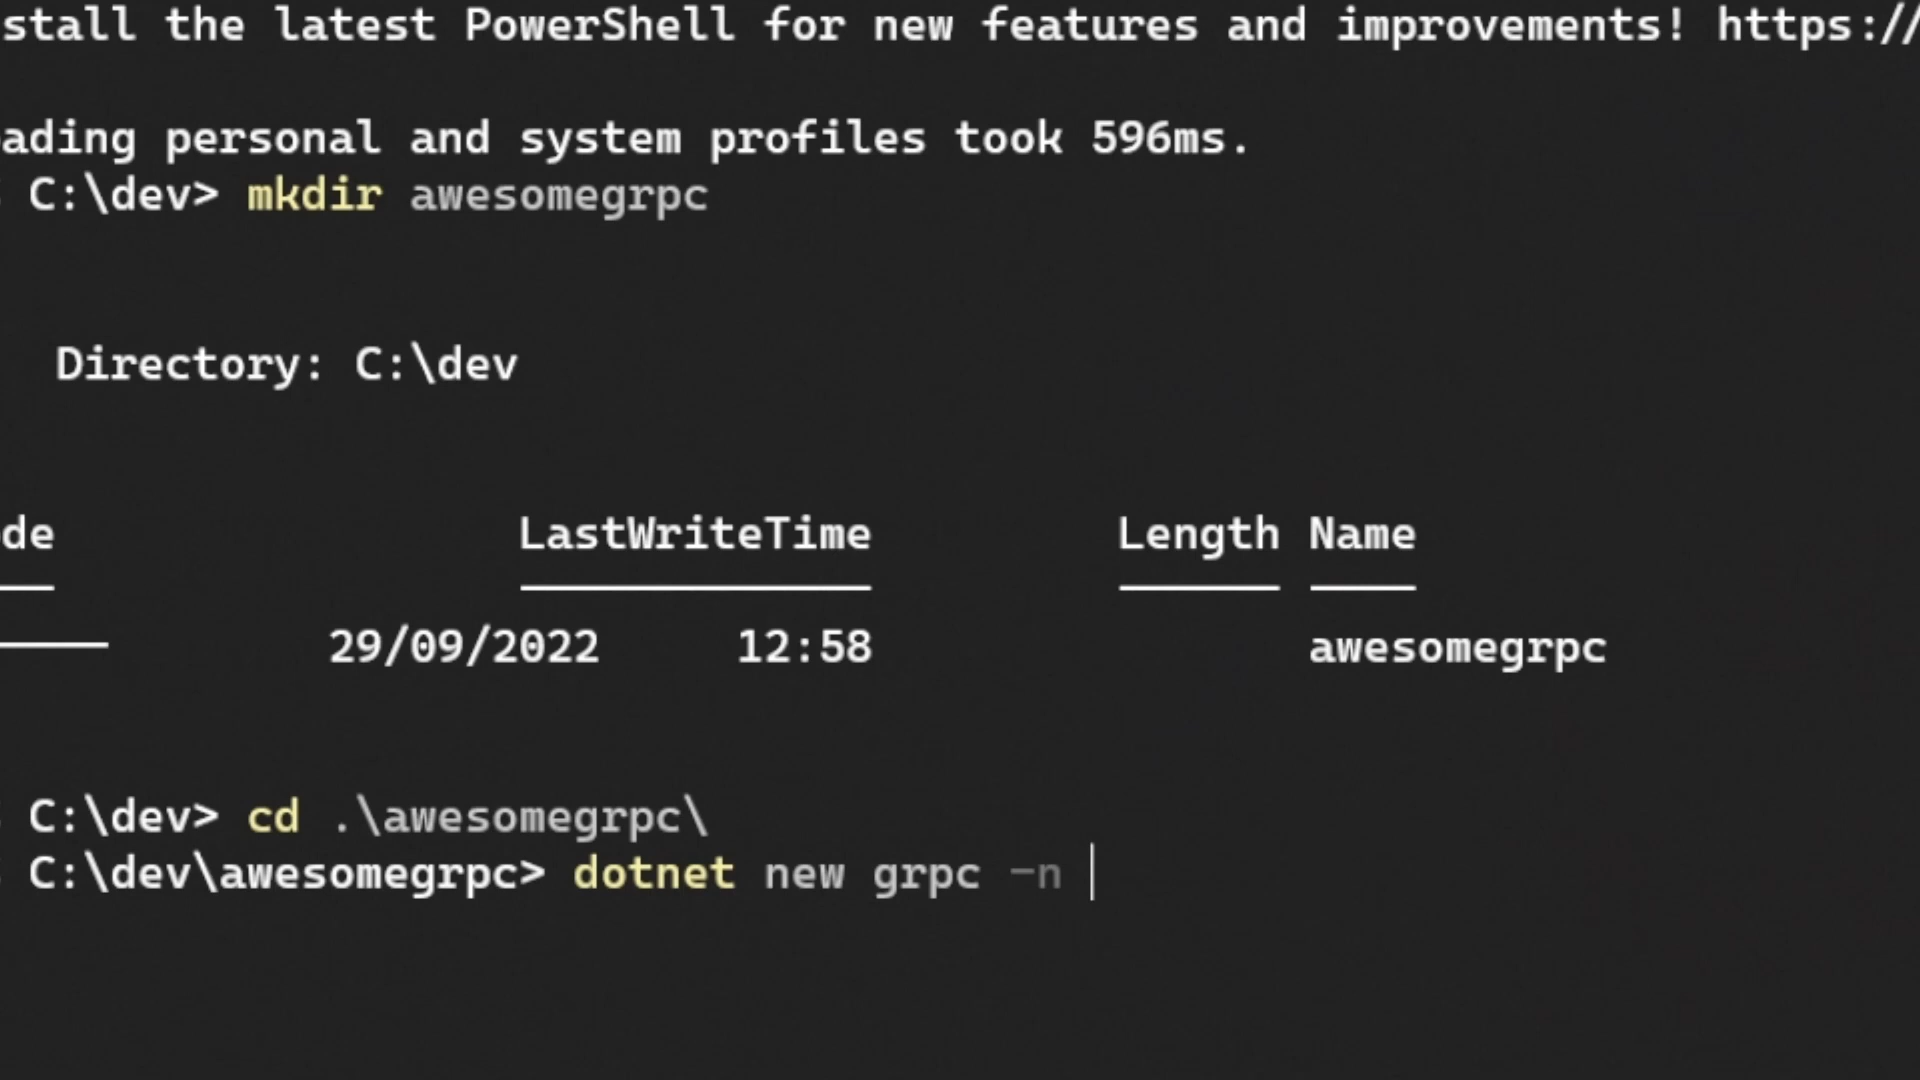 stall the latest PowerShell for new features and improvements! https://
ading personal and system profiles took 596ms.
C:\dev> mkdir awesomegrpc
Directory: C:\dev
de LastWriteTime Length Name
29/09/2022 12:58 awesomegrpc
C:\dev> cd .\awesomegrpc\
C:\dev\awesomegrpc> dotnet new grpc -n